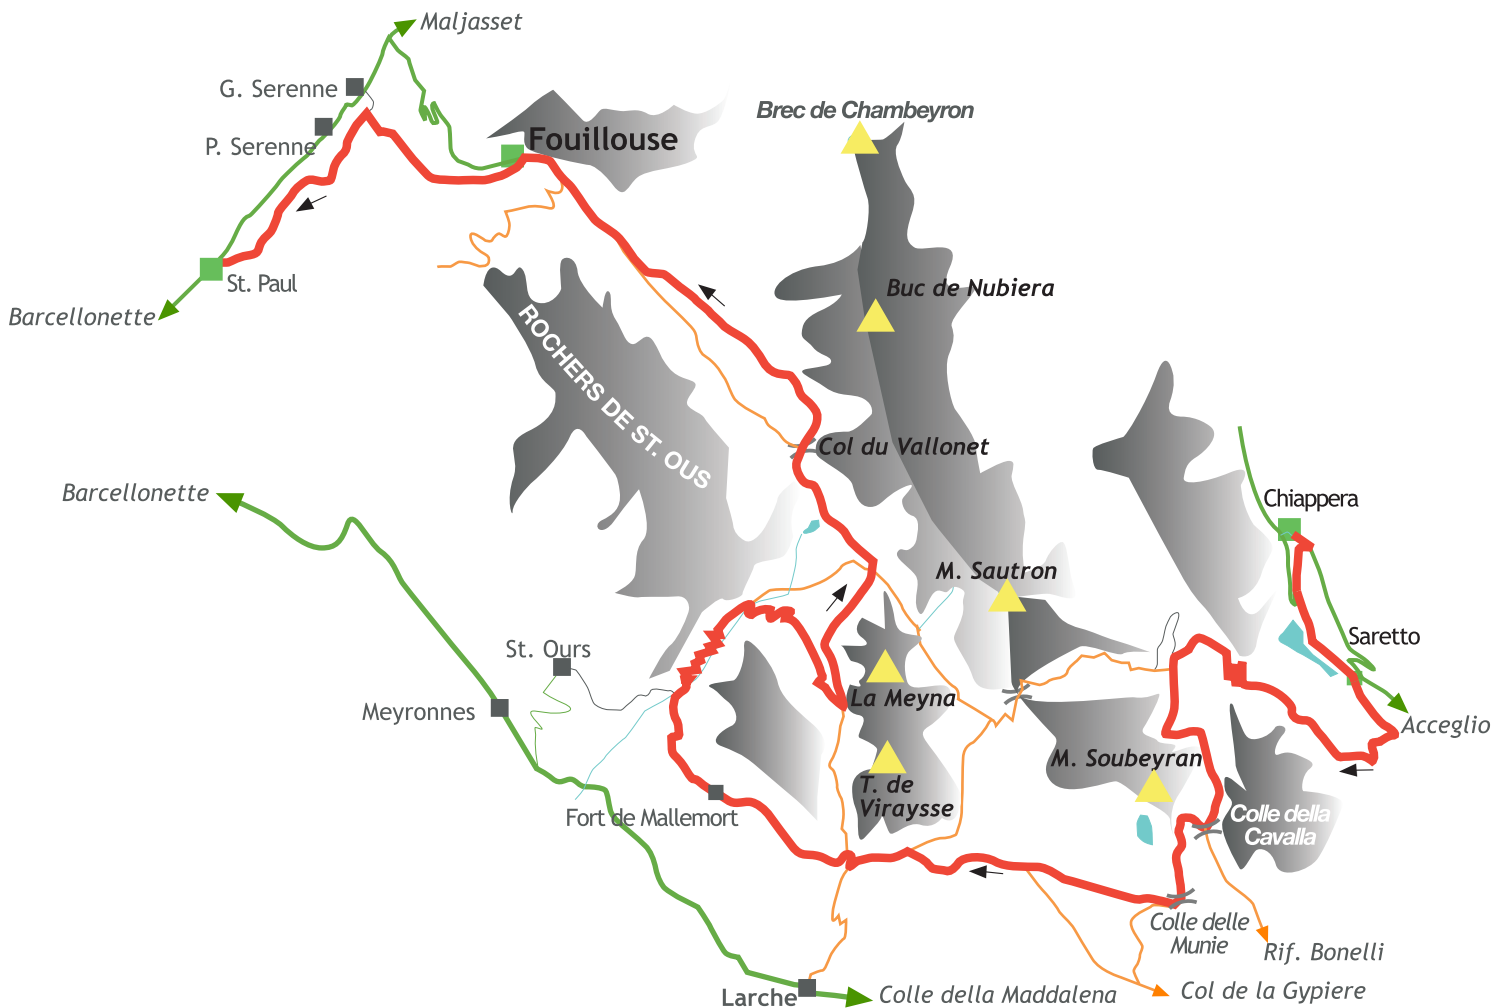 Maljasset
G. Serenne
Brec de Chambeyron
P. Serenne
Fouillouse
St. Paul
Buc de Nubiera
Barcellonette
ROCHERS DE ST. OUS
Col du Vallonet
Barcellonette
Chiappera
M. Sautron
Saretto
St. Ours
La Meyna
Meyronnes
Acceglio
M. Soubeyran
T. de
Viraysse
Fort de Mallemort
Colle della
Cavalla
Colle delle
Munie
Rif. Bonelli
Col de la Gypiere
Larche
Colle della Maddalena